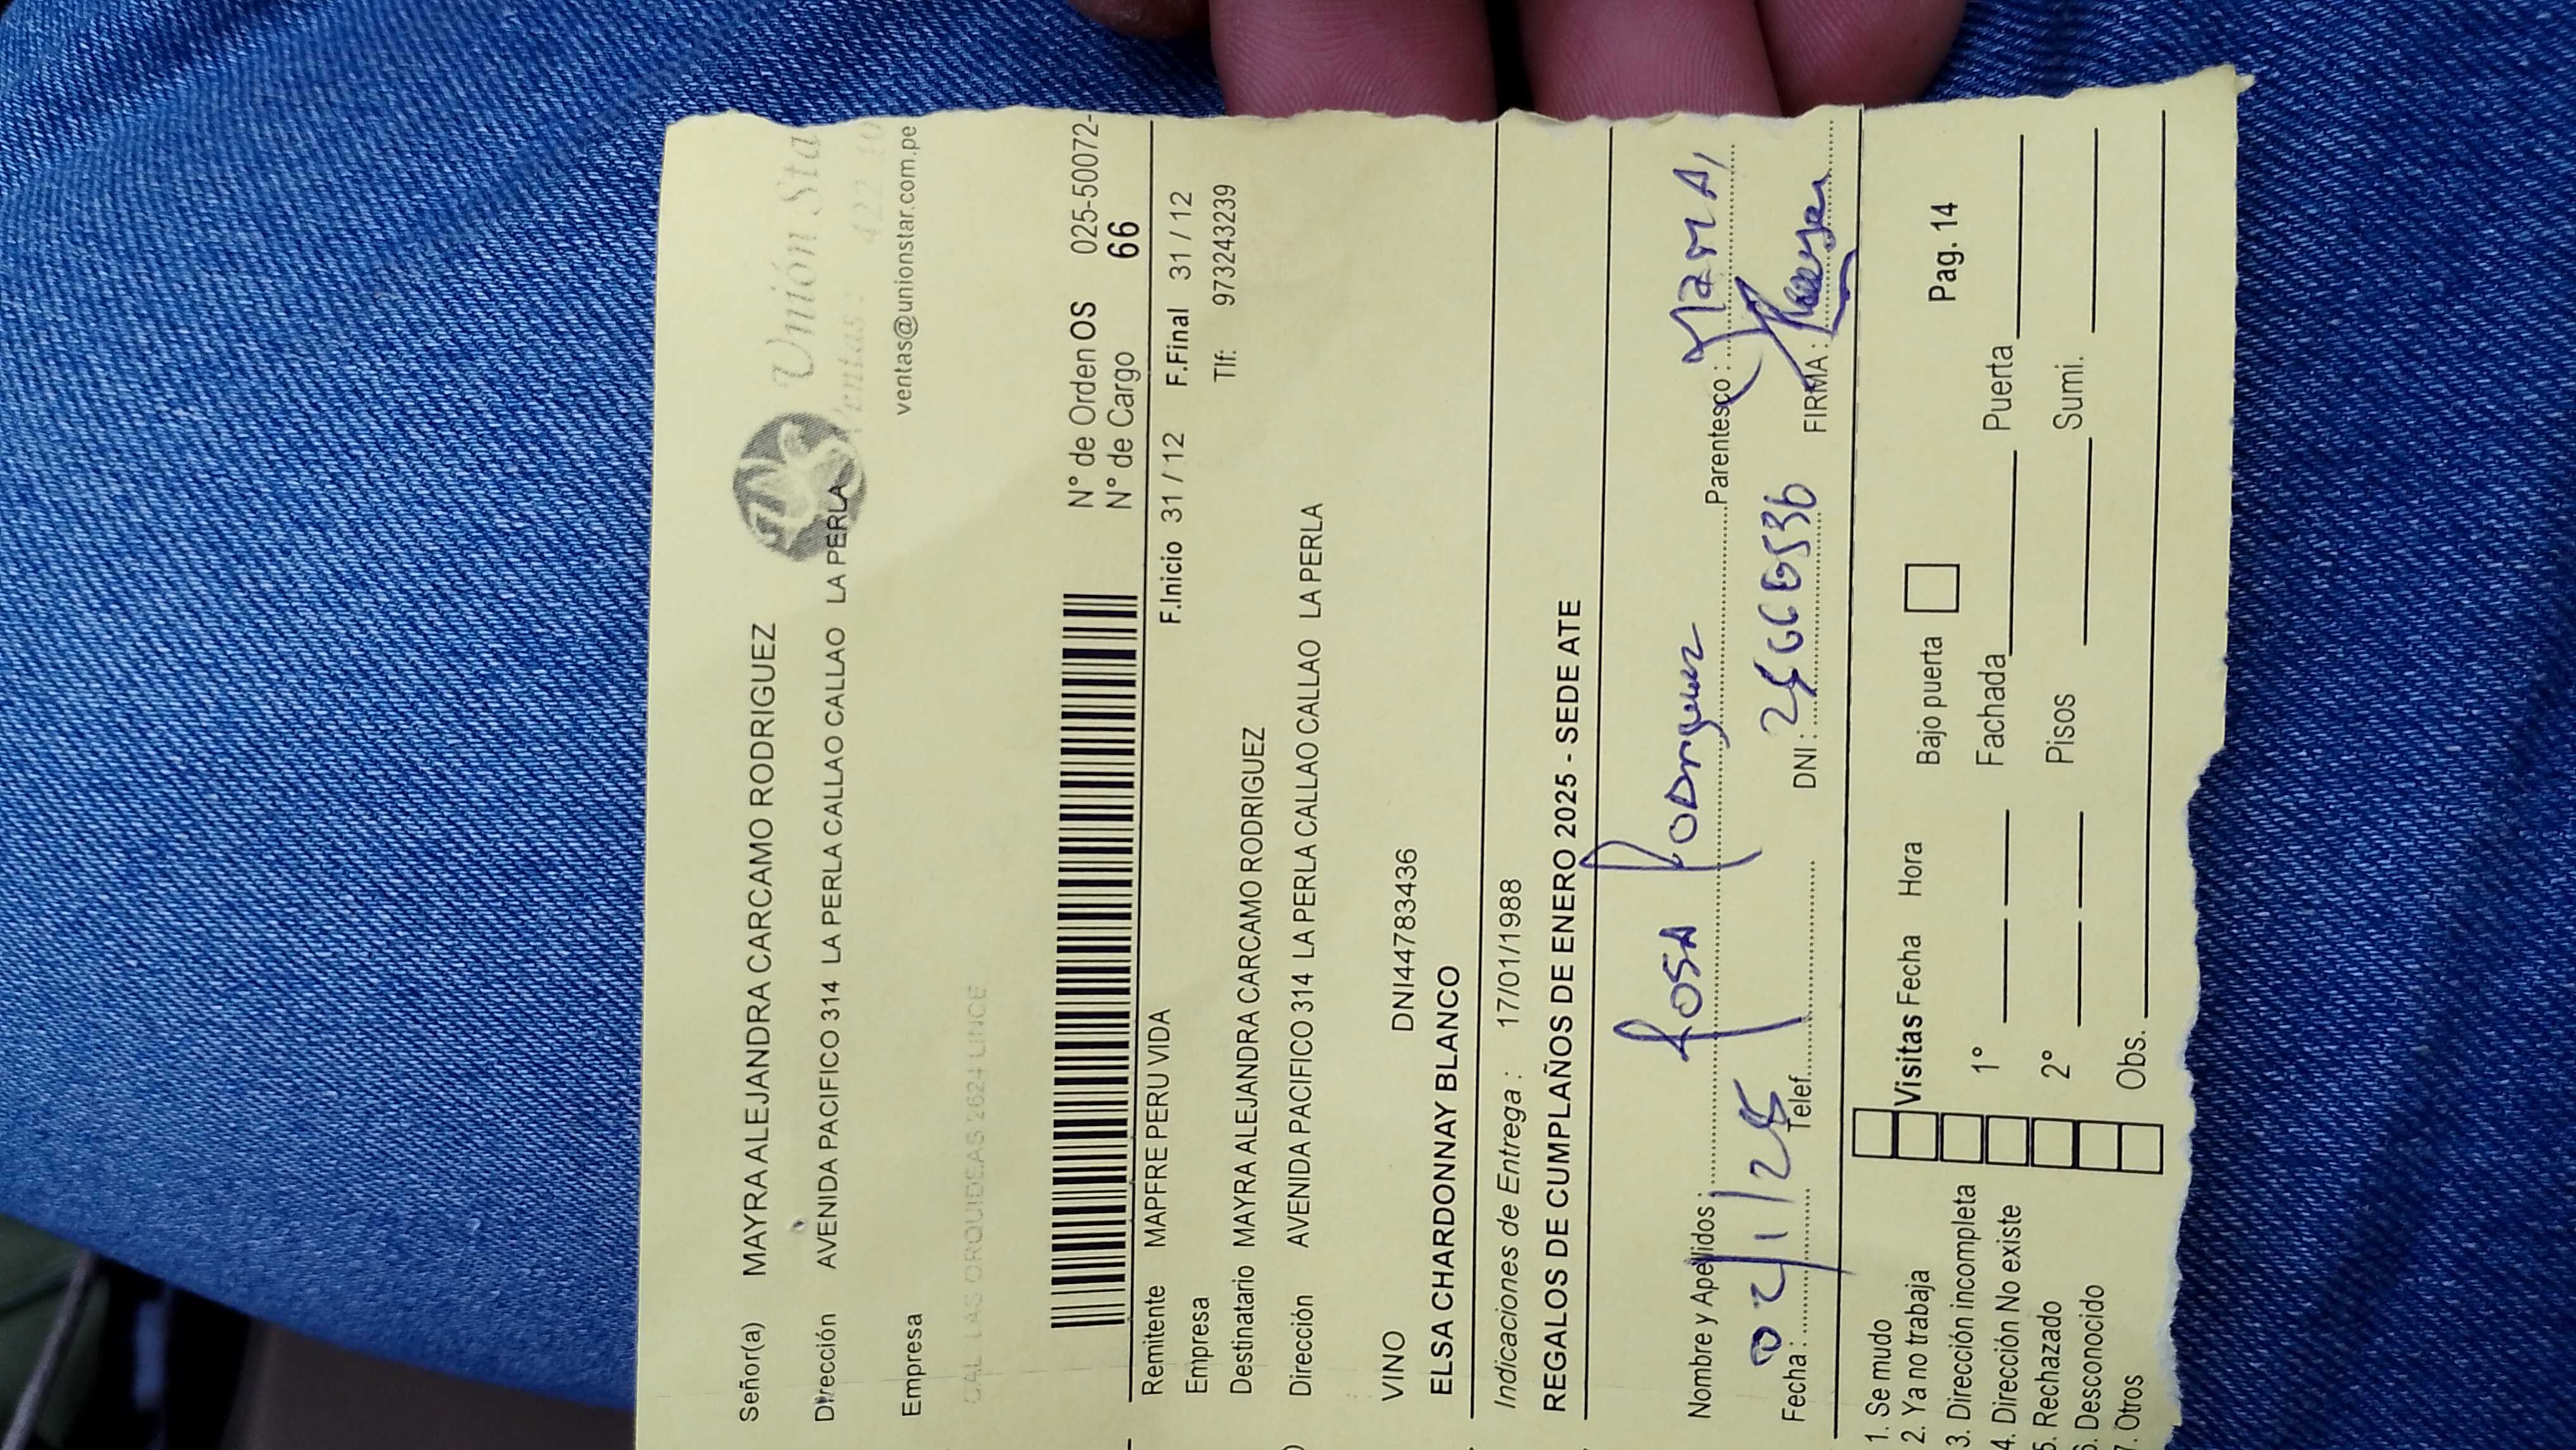 Señor(a) MAYRA ALEJANDRA CARCAMO RODRIGUEZ
Unión Sta
Dirección AVENIDA PACIFICO 314 LA PERLA CALLAO CALLAO LA PERLA
Ventas: 422 10
Empresa
ventas@unionstar.com.pe
CAL LAS ORQUIDEAS 2624 LINCE
N° de Orden OS 025-50072-
N° de Cargo 66
Remitente MAPFRE PERU VIDA F.Inicio 31 / 12 F.Final 31 / 12
Empresa Tlf: 973243239
Destinatario MAYRA ALEJANDRA CARCAMO RODRIGUEZ
Dirección AVENIDA PACIFICO 314 LA PERLA CALLAO CALLAO LA PERLA
VINO DNI44783436
ELSA CHARDONNAY BLANCO
Indicaciones de Entrega : 17/01/1988
REGALOS DE CUMPLAÑOS DE ENERO 2025 - SEDE ATE
Nombre y Apellidos : Rosa Rodriguez Parentesco : MaMA
Fecha : 02/1/25 Telef. DNI : FIRMA :
1. Se mudo
2. Ya no trabaja Visitas Fecha Hora Bajo puerta Pag. 14
3. Dirección incompleta
4. Dirección No existe 1° Fachada Puerta
5. Rechazado
6. Desconocido 2° Pisos Sumi.
7. Otros Obs.